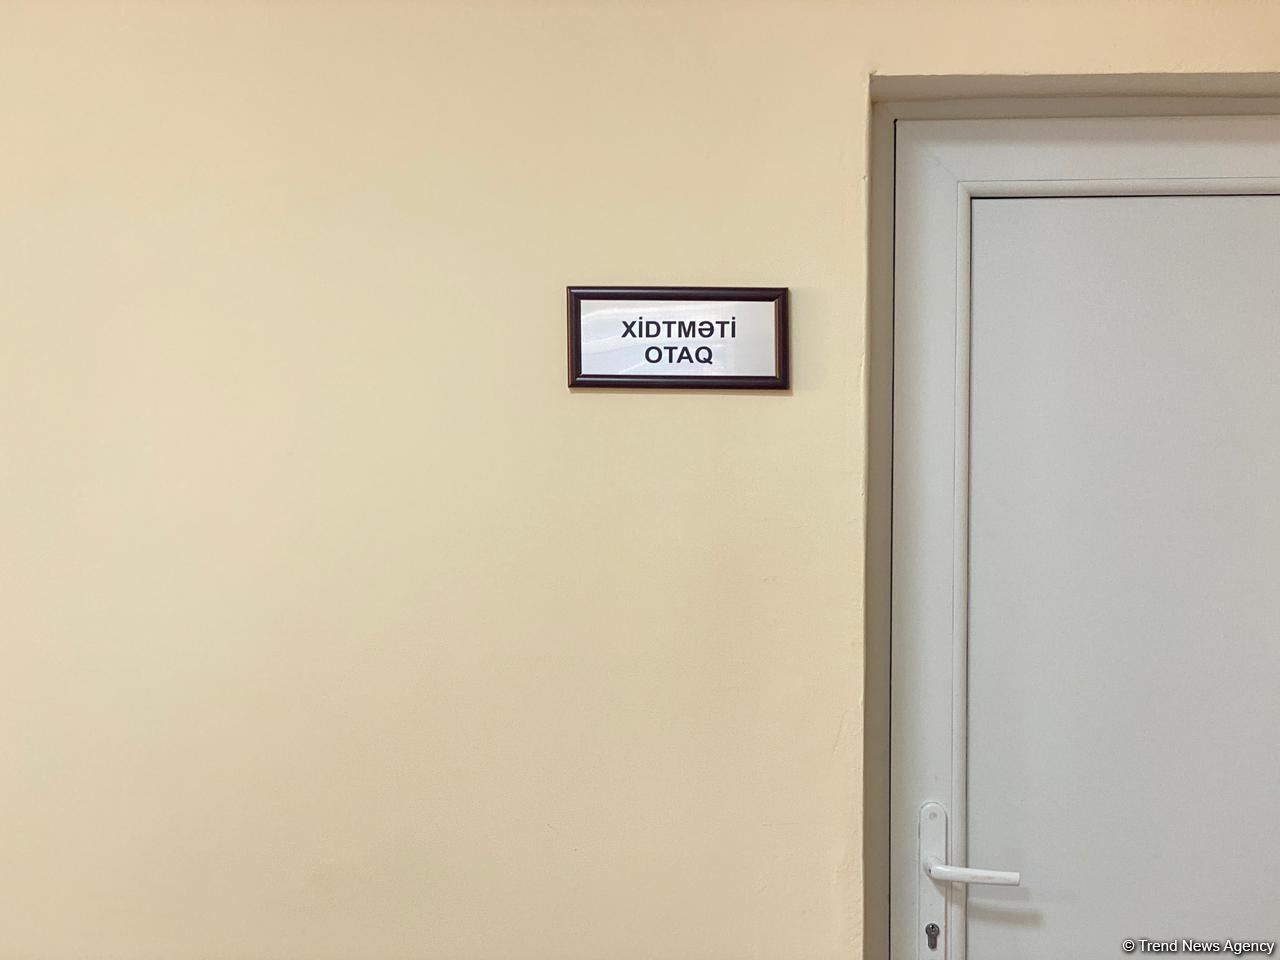 XİDTMƏTİ
OTAQ
© Trend News Agency